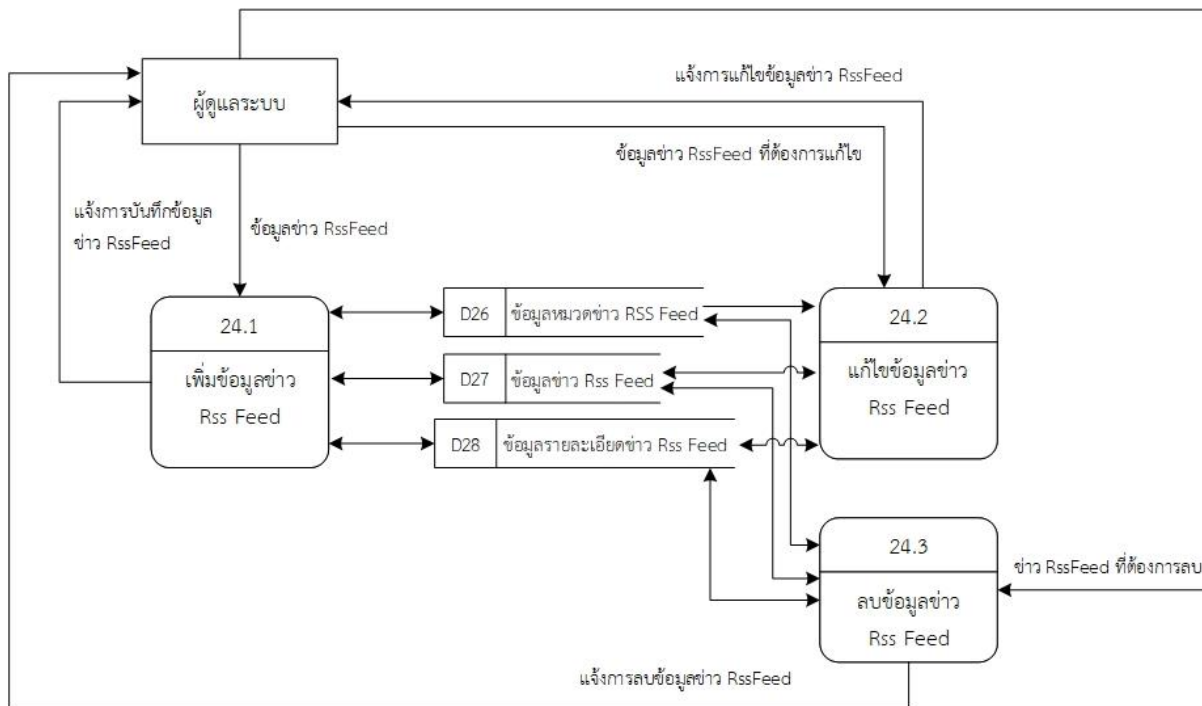 แจ้งการแก้ไขข้อมูลข่าว RssFeed
ผู้ดูแลระบบ
ข้อมูลข่าว RssFeed ที่ต้องการแก้ไข
แจ้งการบันทึกข้อมูล
ข่าว RssFeed
ข้อมูลข่าว RssFeed
24.1
เพิ่มข้อมูลข่าว
Rss Feed
D26 ข้อมูลหมวดข่าว RSS Feed
D27 ข้อมูลข่าว Rss Feed
D28 ข้อมูลรายละเอียดข่าว Rss Feed
24.2
แก้ไขข้อมูลข่าว
Rss Feed
24.3
ลบข้อมูลข่าว
Rss Feed
ข่าว RssFeed ที่ต้องการลบ
แจ้งการลบข้อมูลข่าว RssFeed